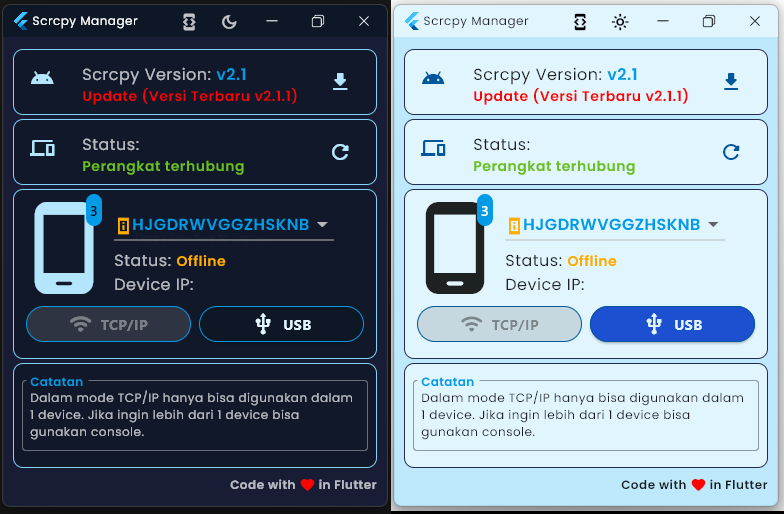 Scrcpy Manager
Scrcpy Version: v2.1
Update (Versi Terbaru v2.1.1)
Status:
Perangkat terhubung
3
HJGDRWVGGZHSKNB
Status: Offline
Device IP:
TCP/IP
USB
Catatan
Dalam mode TCP/IP hanya bisa digunakan dalam
1 device. Jika ingin lebih dari 1 device bisa
gunakan console.
Code with ❤ in Flutter
Scrcpy Manager
Scrcpy Version: v2.1
Update (Versi Terbaru v2.1.1)
Status:
Perangkat terhubung
3
HJGDRWVGGZHSKNB
Status: Offline
Device IP:
TCP/IP
USB
Catatan
Dalam mode TCP/IP hanya bisa digunakan dalam
1 device. Jika ingin lebih dari 1 device bisa
gunakan console.
Code with ❤ in Flutter